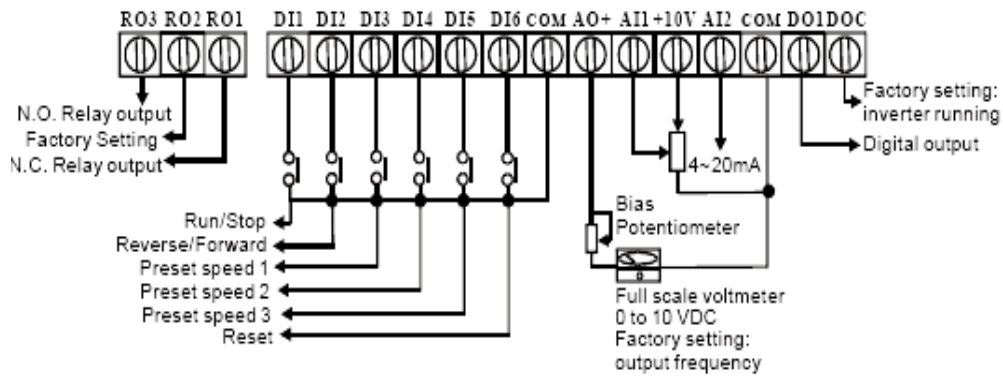 RO3 RO2 RO1 DI1 DI2 DI3 DI4 DI5 DI6 COM AO+ AI1 +10V AI2 COM DO1 DOC
N.O. Relay output
Factory Setting
N.C. Relay output
Run/Stop
Reverse/Forward
Preset speed 1
Preset speed 2
Preset speed 3
Reset
4~20mA
Bias
Potentiometer
Full scale voltmeter
0 to 10 VDC
Factory setting:
output frequency
Factory setting:
inverter running
Digital output